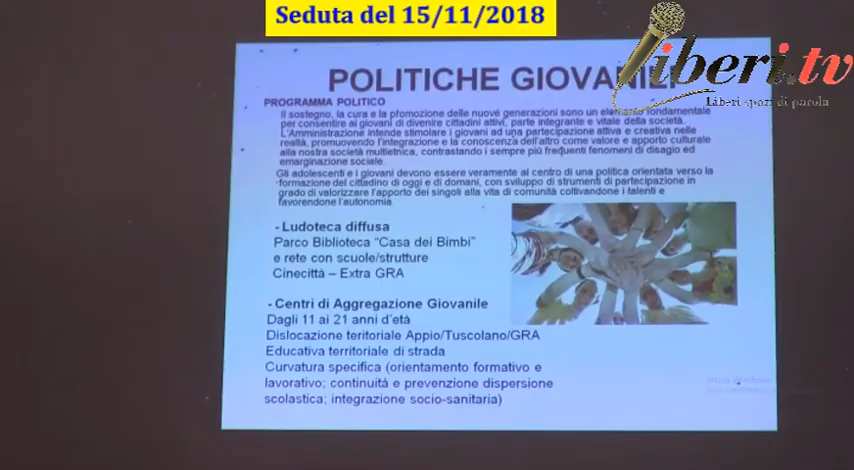 Seduta del 15/11/2018
Liberi.tv
Liberi spazi di parola
POLITICHE GIOVANILI
PROGRAMMA POLITICO
Il sostegno, la cura e la promozione delle nuove generazioni sono un elemento fondamentale
per consentire ai giovani di divenire cittadini attivi, parte integrante e vitale della società.
L'Amministrazione intende stimolare i giovani ad una partecipazione attiva e creativa nelle
realtà, promuovendo l'integrazione e la conoscenza dell'altro come valore e apporto culturale
alla nostra società multietnica, contrastando i sempre più frequenti fenomeni di disagio ed
emarginazione sociale.
Gli adolescenti e i giovani devono essere veramente al centro di una politica orientata verso la
formazione del cittadino di oggi e di domani, con sviluppo di strumenti di partecipazione in
grado di valorizzare l'apporto dei singoli alla vita di comunità coltivandone i talenti e
favorendone l'autonomia.
- Ludoteca diffusa
Parco Biblioteca "Casa dei Bimbi"
e rete con scuole/strutture
Cinecittà – Extra GRA
- Centri di Aggregazione Giovanile
Dagli 11 ai 21 anni d'età
Dislocazione teritoriale Appio/Tuscolano/GRA
Educativa territoriale di strada
Curvatura specifica (orientamento formativo e
lavorativo; continuità e prevenzione dispersione
scolastica; integrazione socio-sanitaria)